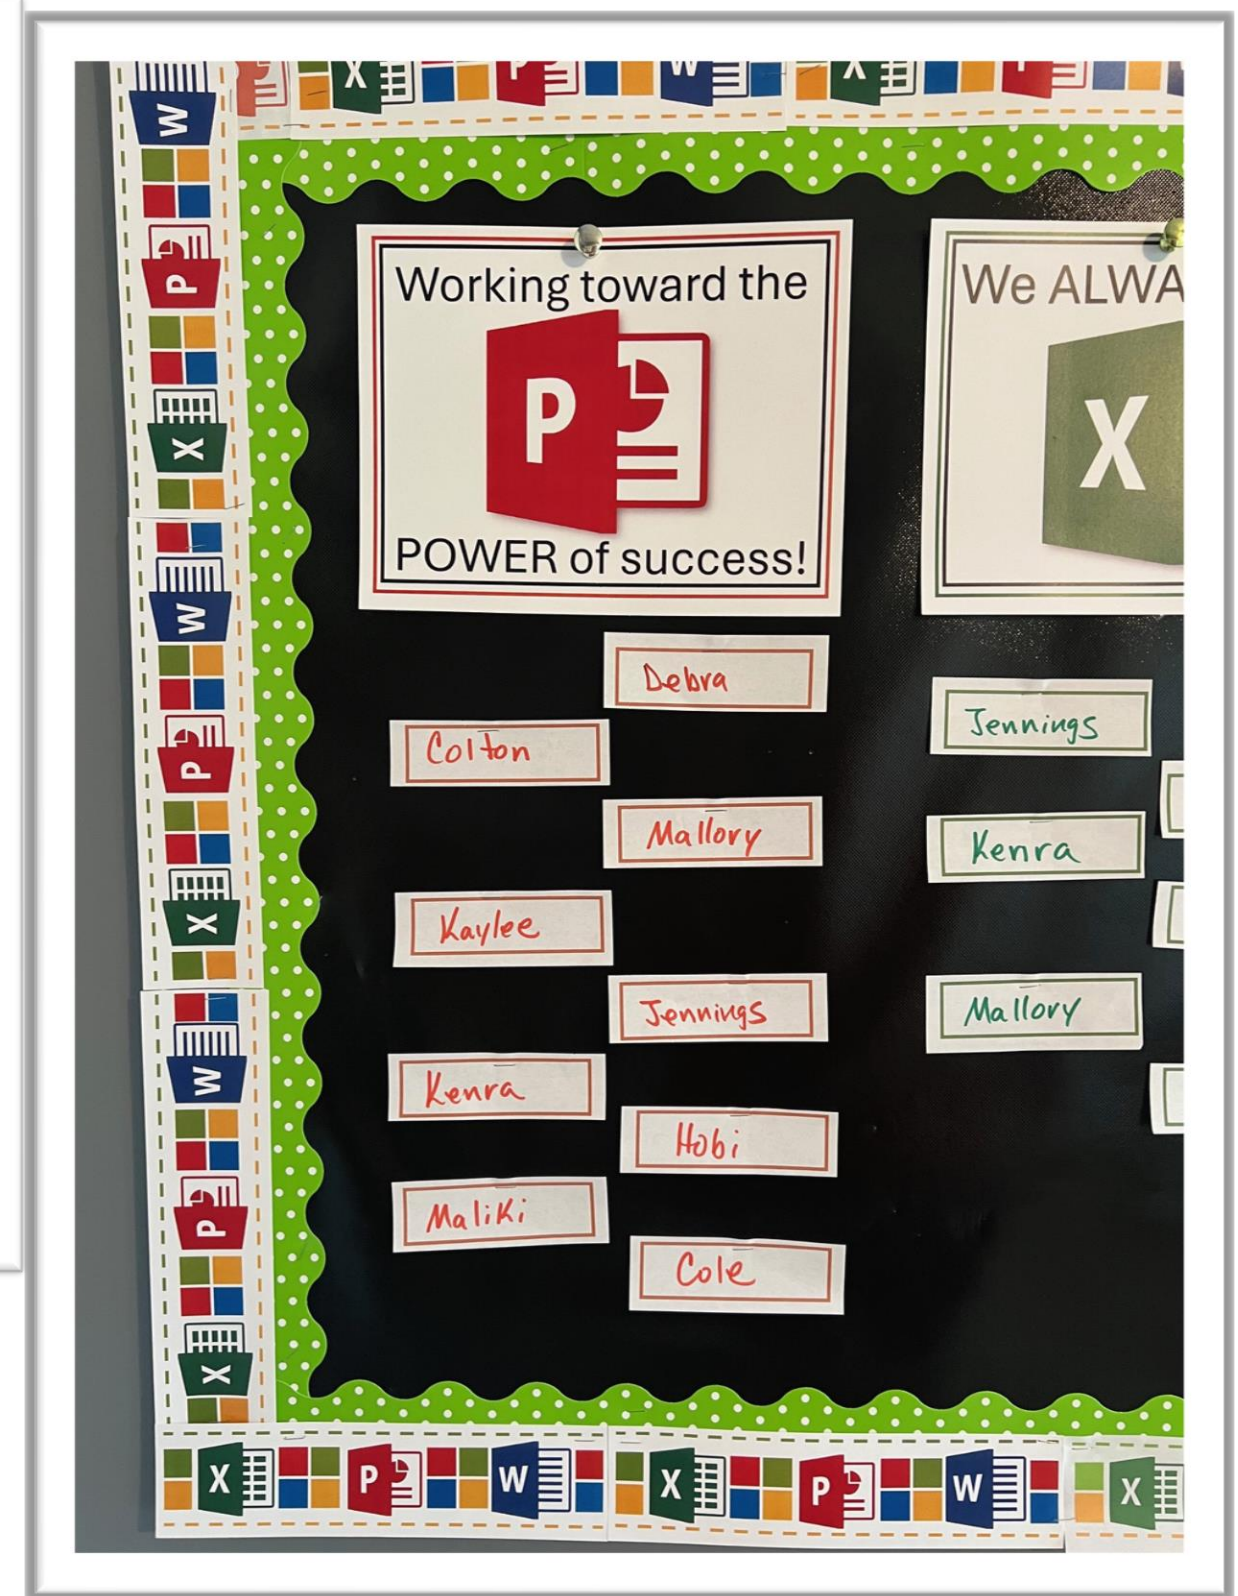 Working toward the
P
POWER of success!
We ALWA
X
Debra
Colton
Mallory
Kaylee
Jennings
Kenra
Hobi
Maliki
Cole
Jennings
Kenra
Mallory
X
P
W
X
P
W
P
X
W
P
X
W
P
X
X
P
W
X
P
W
X